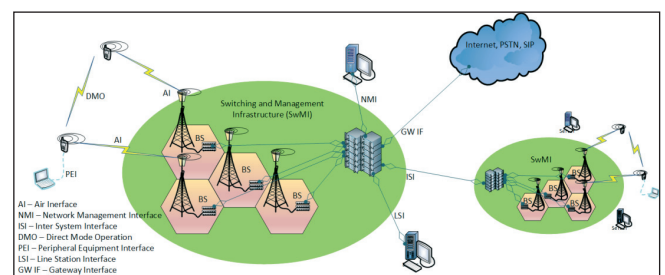 Internet, PSTN, SIP
DMO
AI
Switching and Management
Infrastructure (SwMI)
NMI
GW IF
AI
BS
BS
PEI
BS
BS
ISI
SwMI
BS
BS
BS
BS
LSI
AI – Air Inerface
NMI – Network Management Interface
ISI – Inter System Interface
DMO – Direct Mode Operation
PEI – Peripheral Equipment Interface
LSI – Line Station Interface
GW IF – Gateway Interface